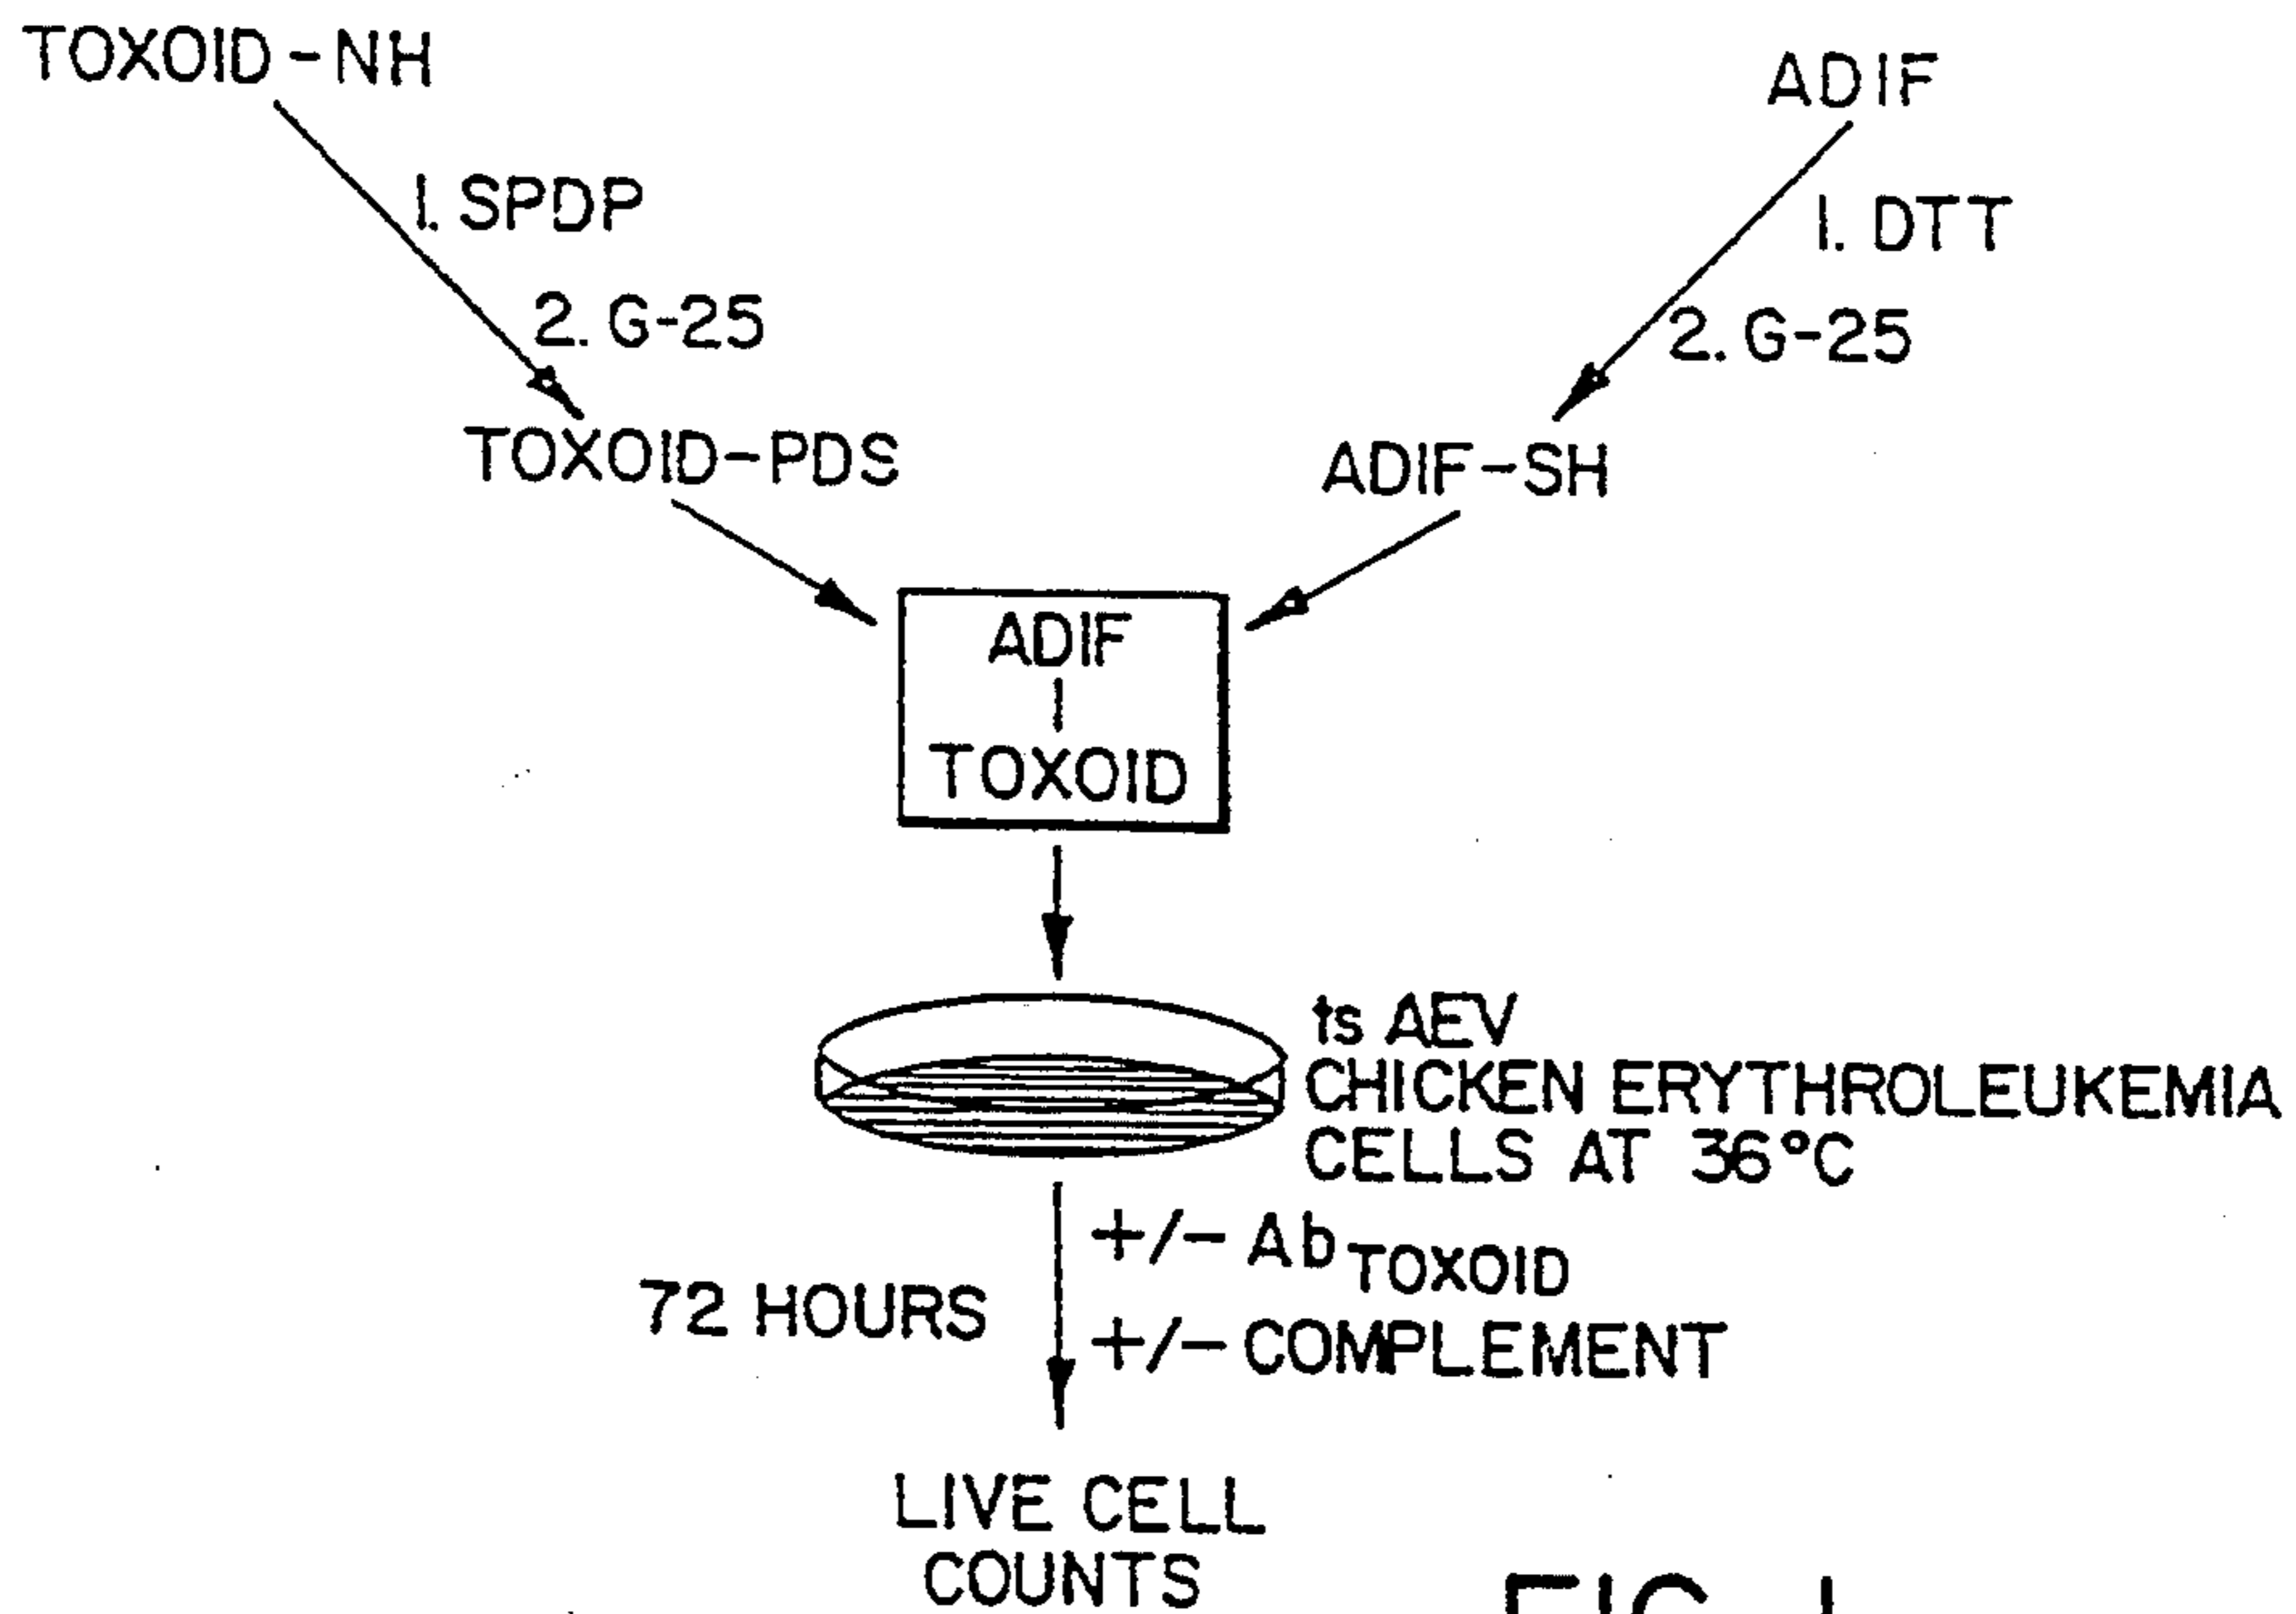 TOXOID-NH
ADIF
1. SPDP
1. DTT
2. G-25
2. G-25
TOXOID-PDS
ADIF-SH
ADIF
TOXOID
ts AEV
CHICKEN ERYTHROLEUKEMIA
CELLS AT 36°C
+/- Ab TOXOID
72 HOURS
+/- COMPLEMENT
LIVE CELL
COUNTS